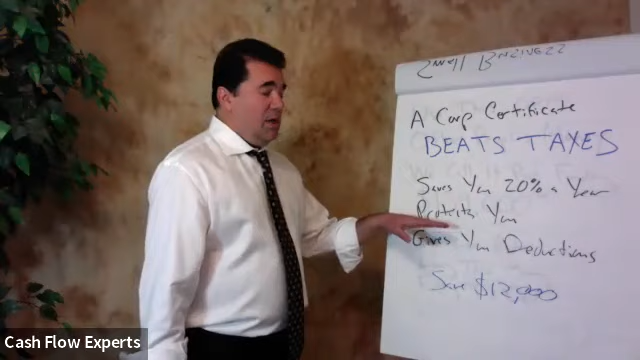 Small Business
A Corp Certificate
BEATS TAXES
Saves You 20% a Year
Protects You
Gives You Deductions
Save $12,000
Cash Flow Experts